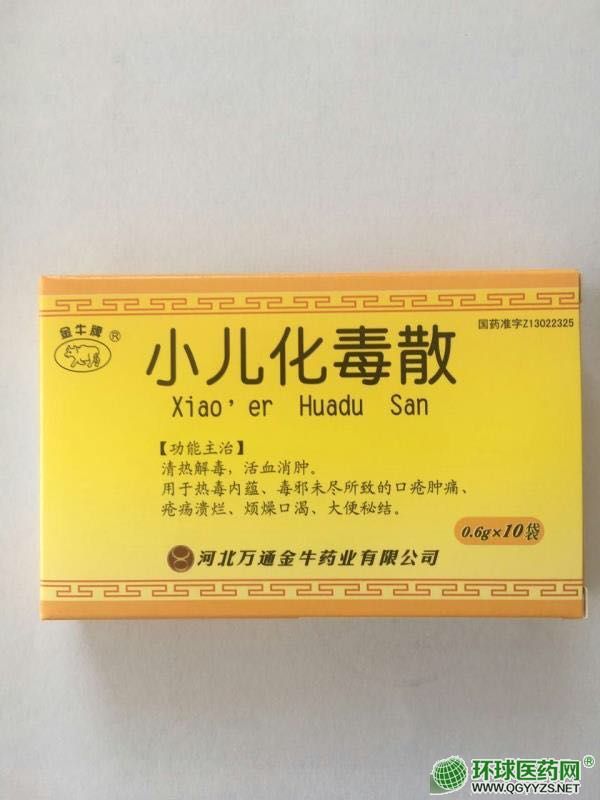 金牛牌
®
国药准字Z13022325
小儿化毒散
Xiao'er Huadu San
【功能主治】
清热解毒，活血消肿。
用于热毒内蕴、毒邪未尽所致的口疮肿痛、
疮疡溃烂、烦燥口渴、大便秘结。
0.6g×10袋
河北万通金牛药业有限公司
环球医药网®
WWW.QGYYZS.NET